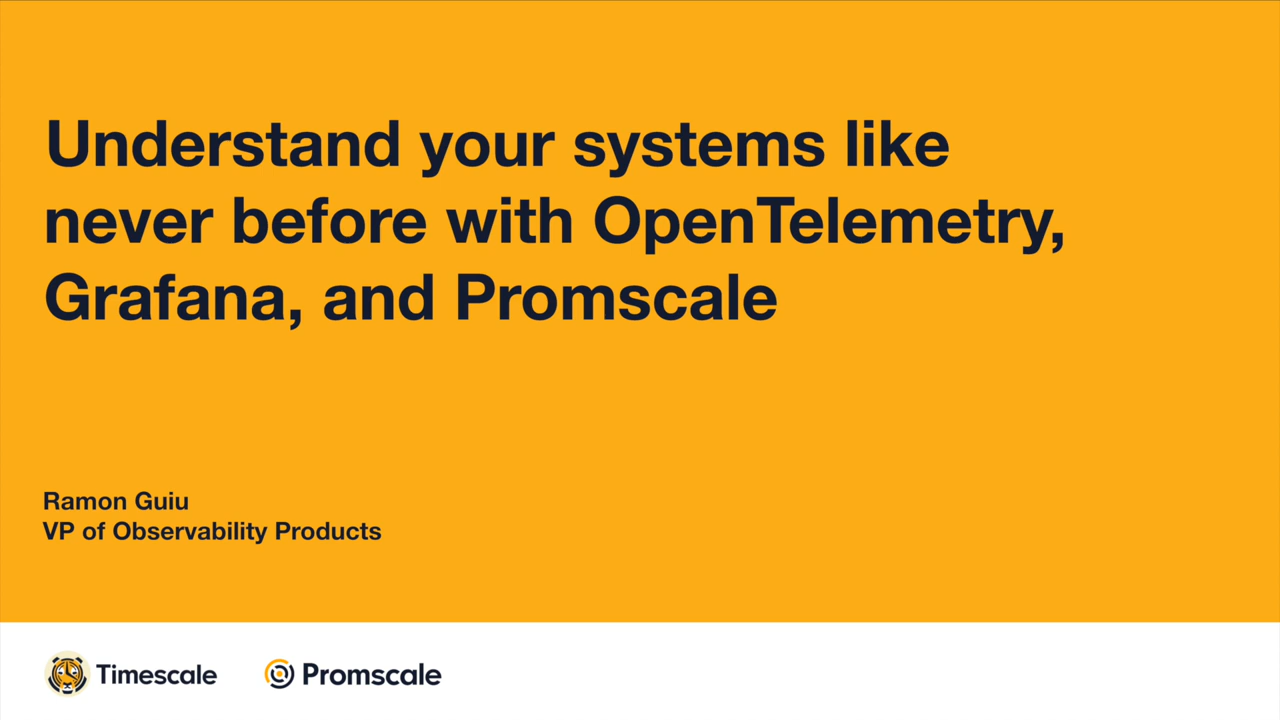 Understand your systems like
never before with OpenTelemetry,
Grafana, and Promscale
Ramon Guiu
VP of Observability Products
Timescale
Promscale